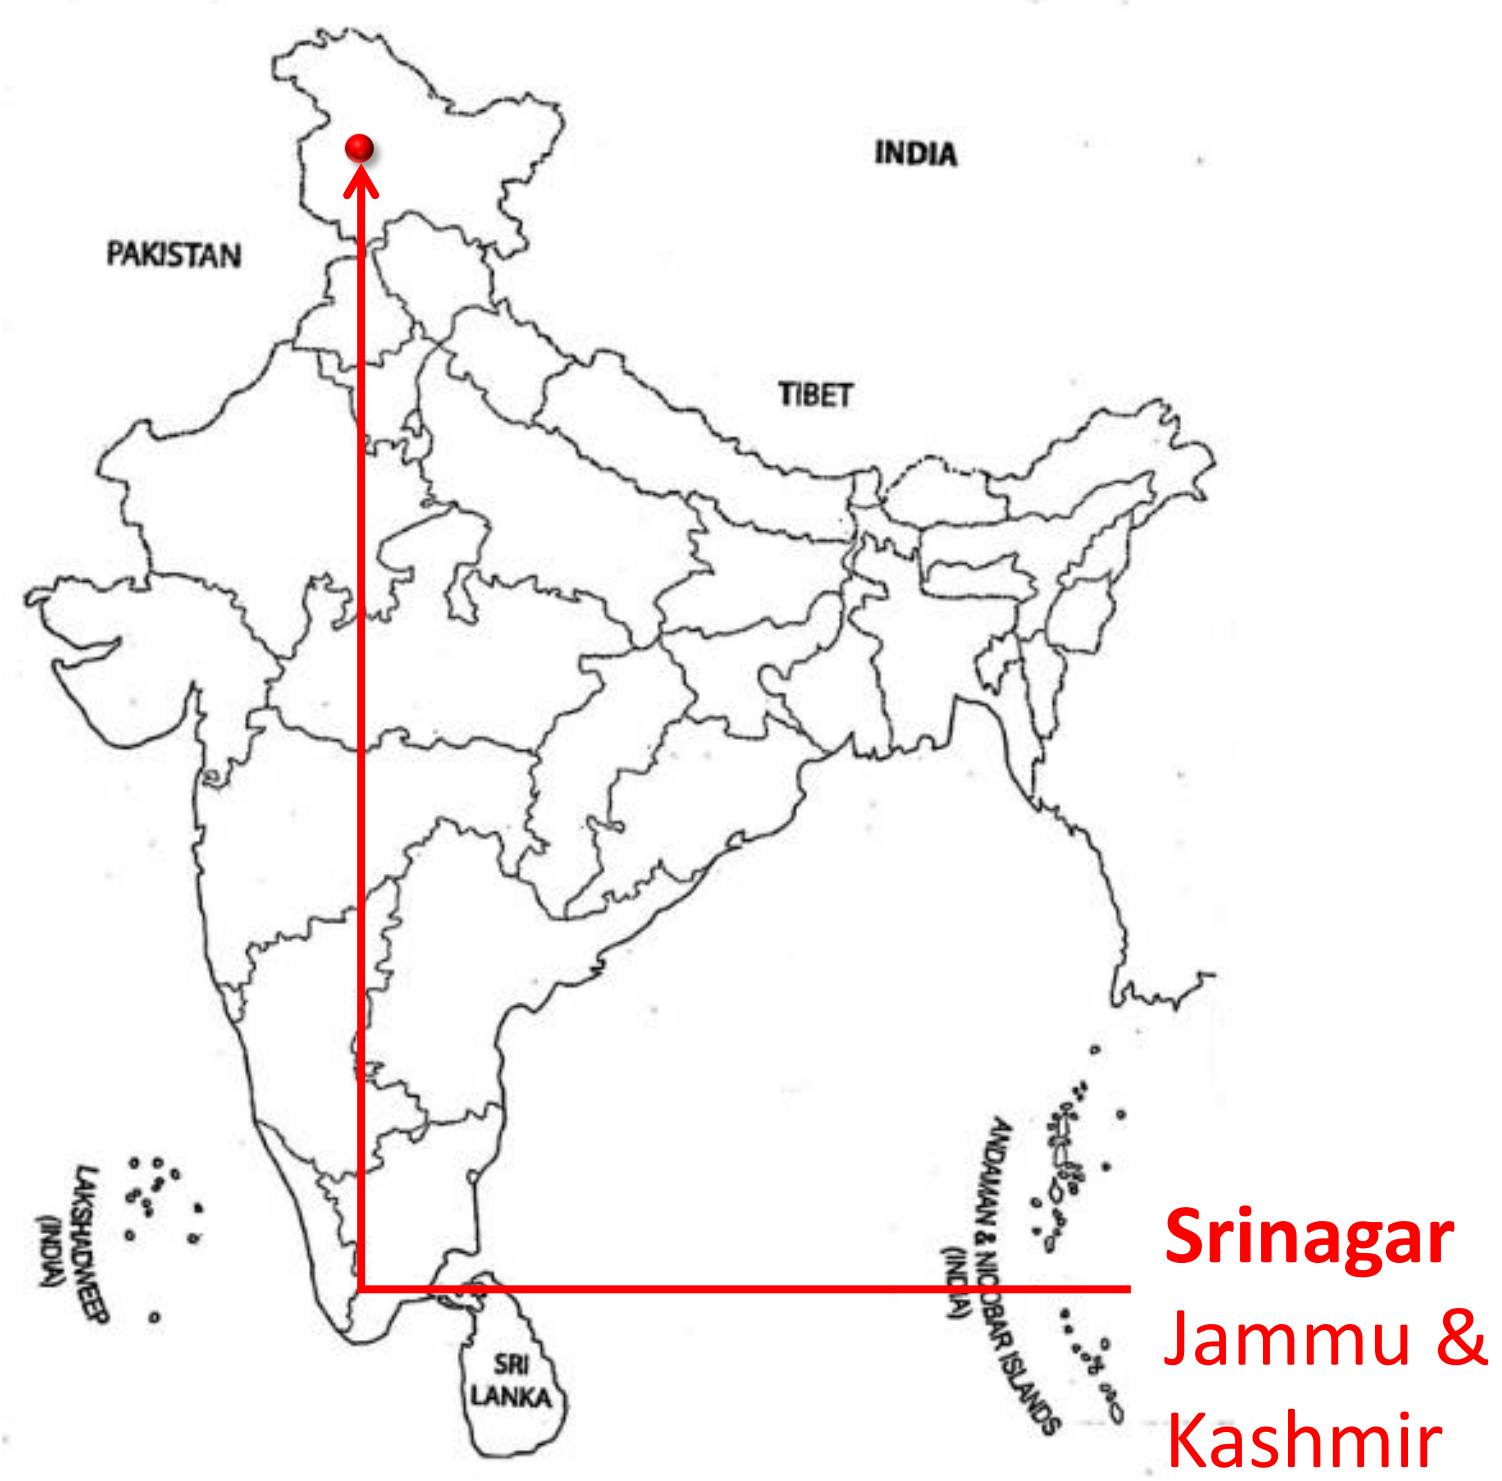 INDIA
PAKISTAN
TIBET
LAKSHADWEEP
(INDIA)
ANDAMAN & NICOBAR ISLANDS
(INDIA)
SRI
LANKA
Srinagar
Jammu &
Kashmir